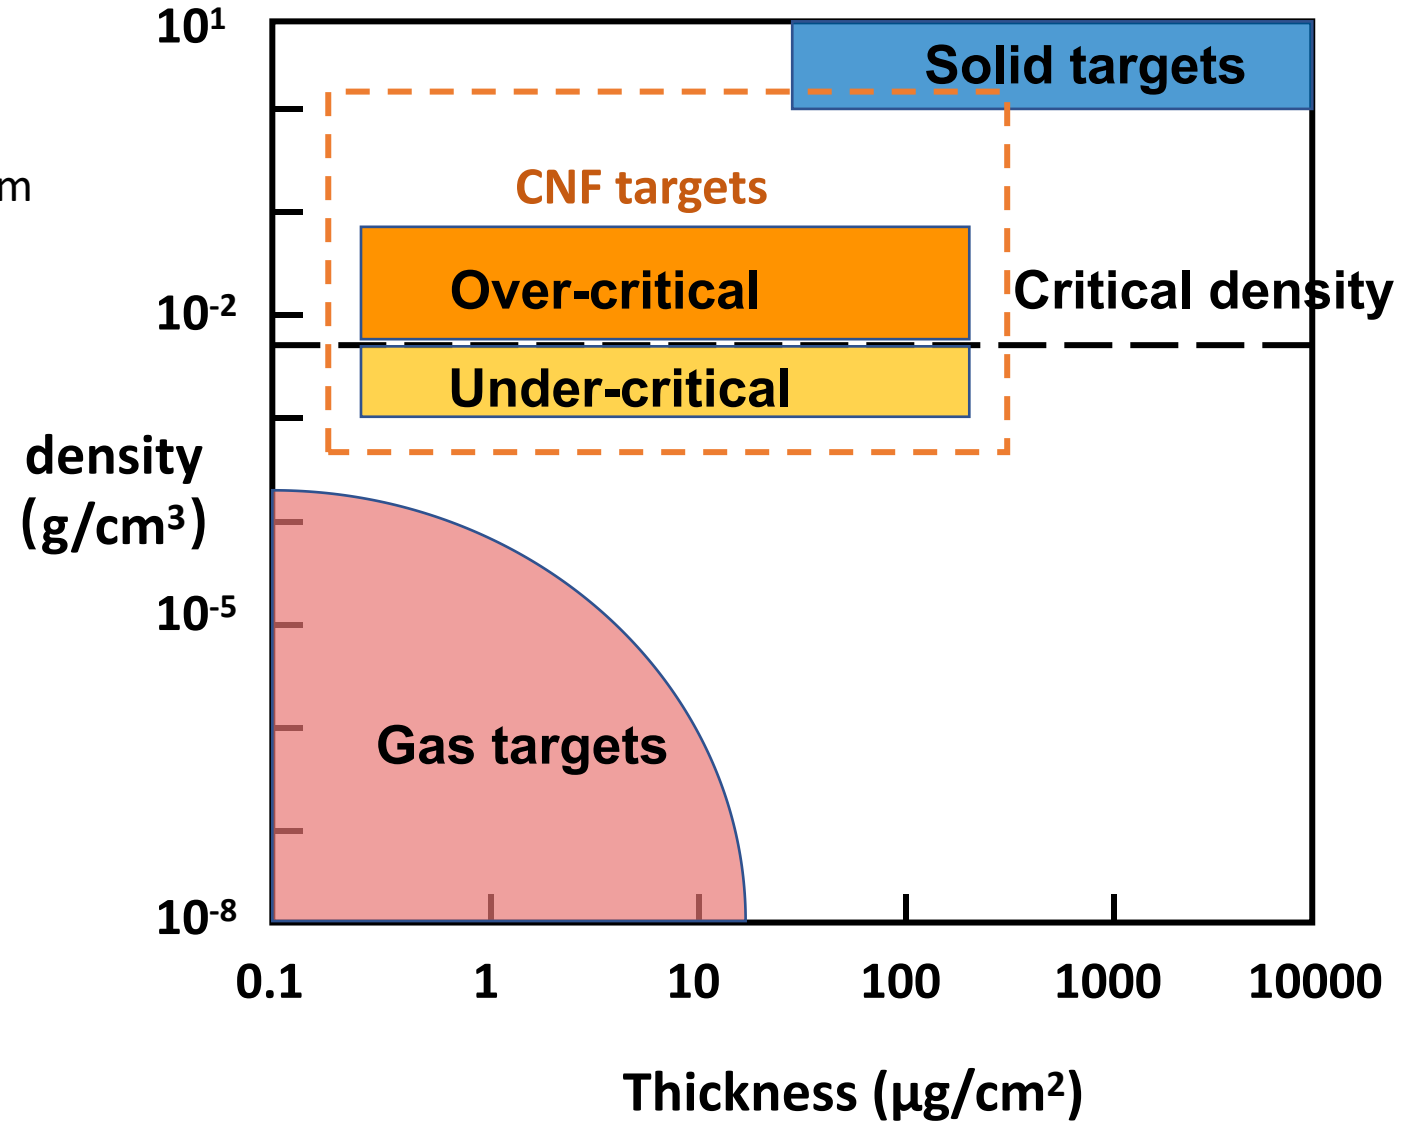 10¹
Solid targets
m
CNF targets
Over-critical
10⁻²
Critical density
Under-critical
density
(g/cm³)
10⁻⁵
Gas targets
10⁻⁸
0.1 1 10 100 1000 10000
Thickness (μg/cm²)